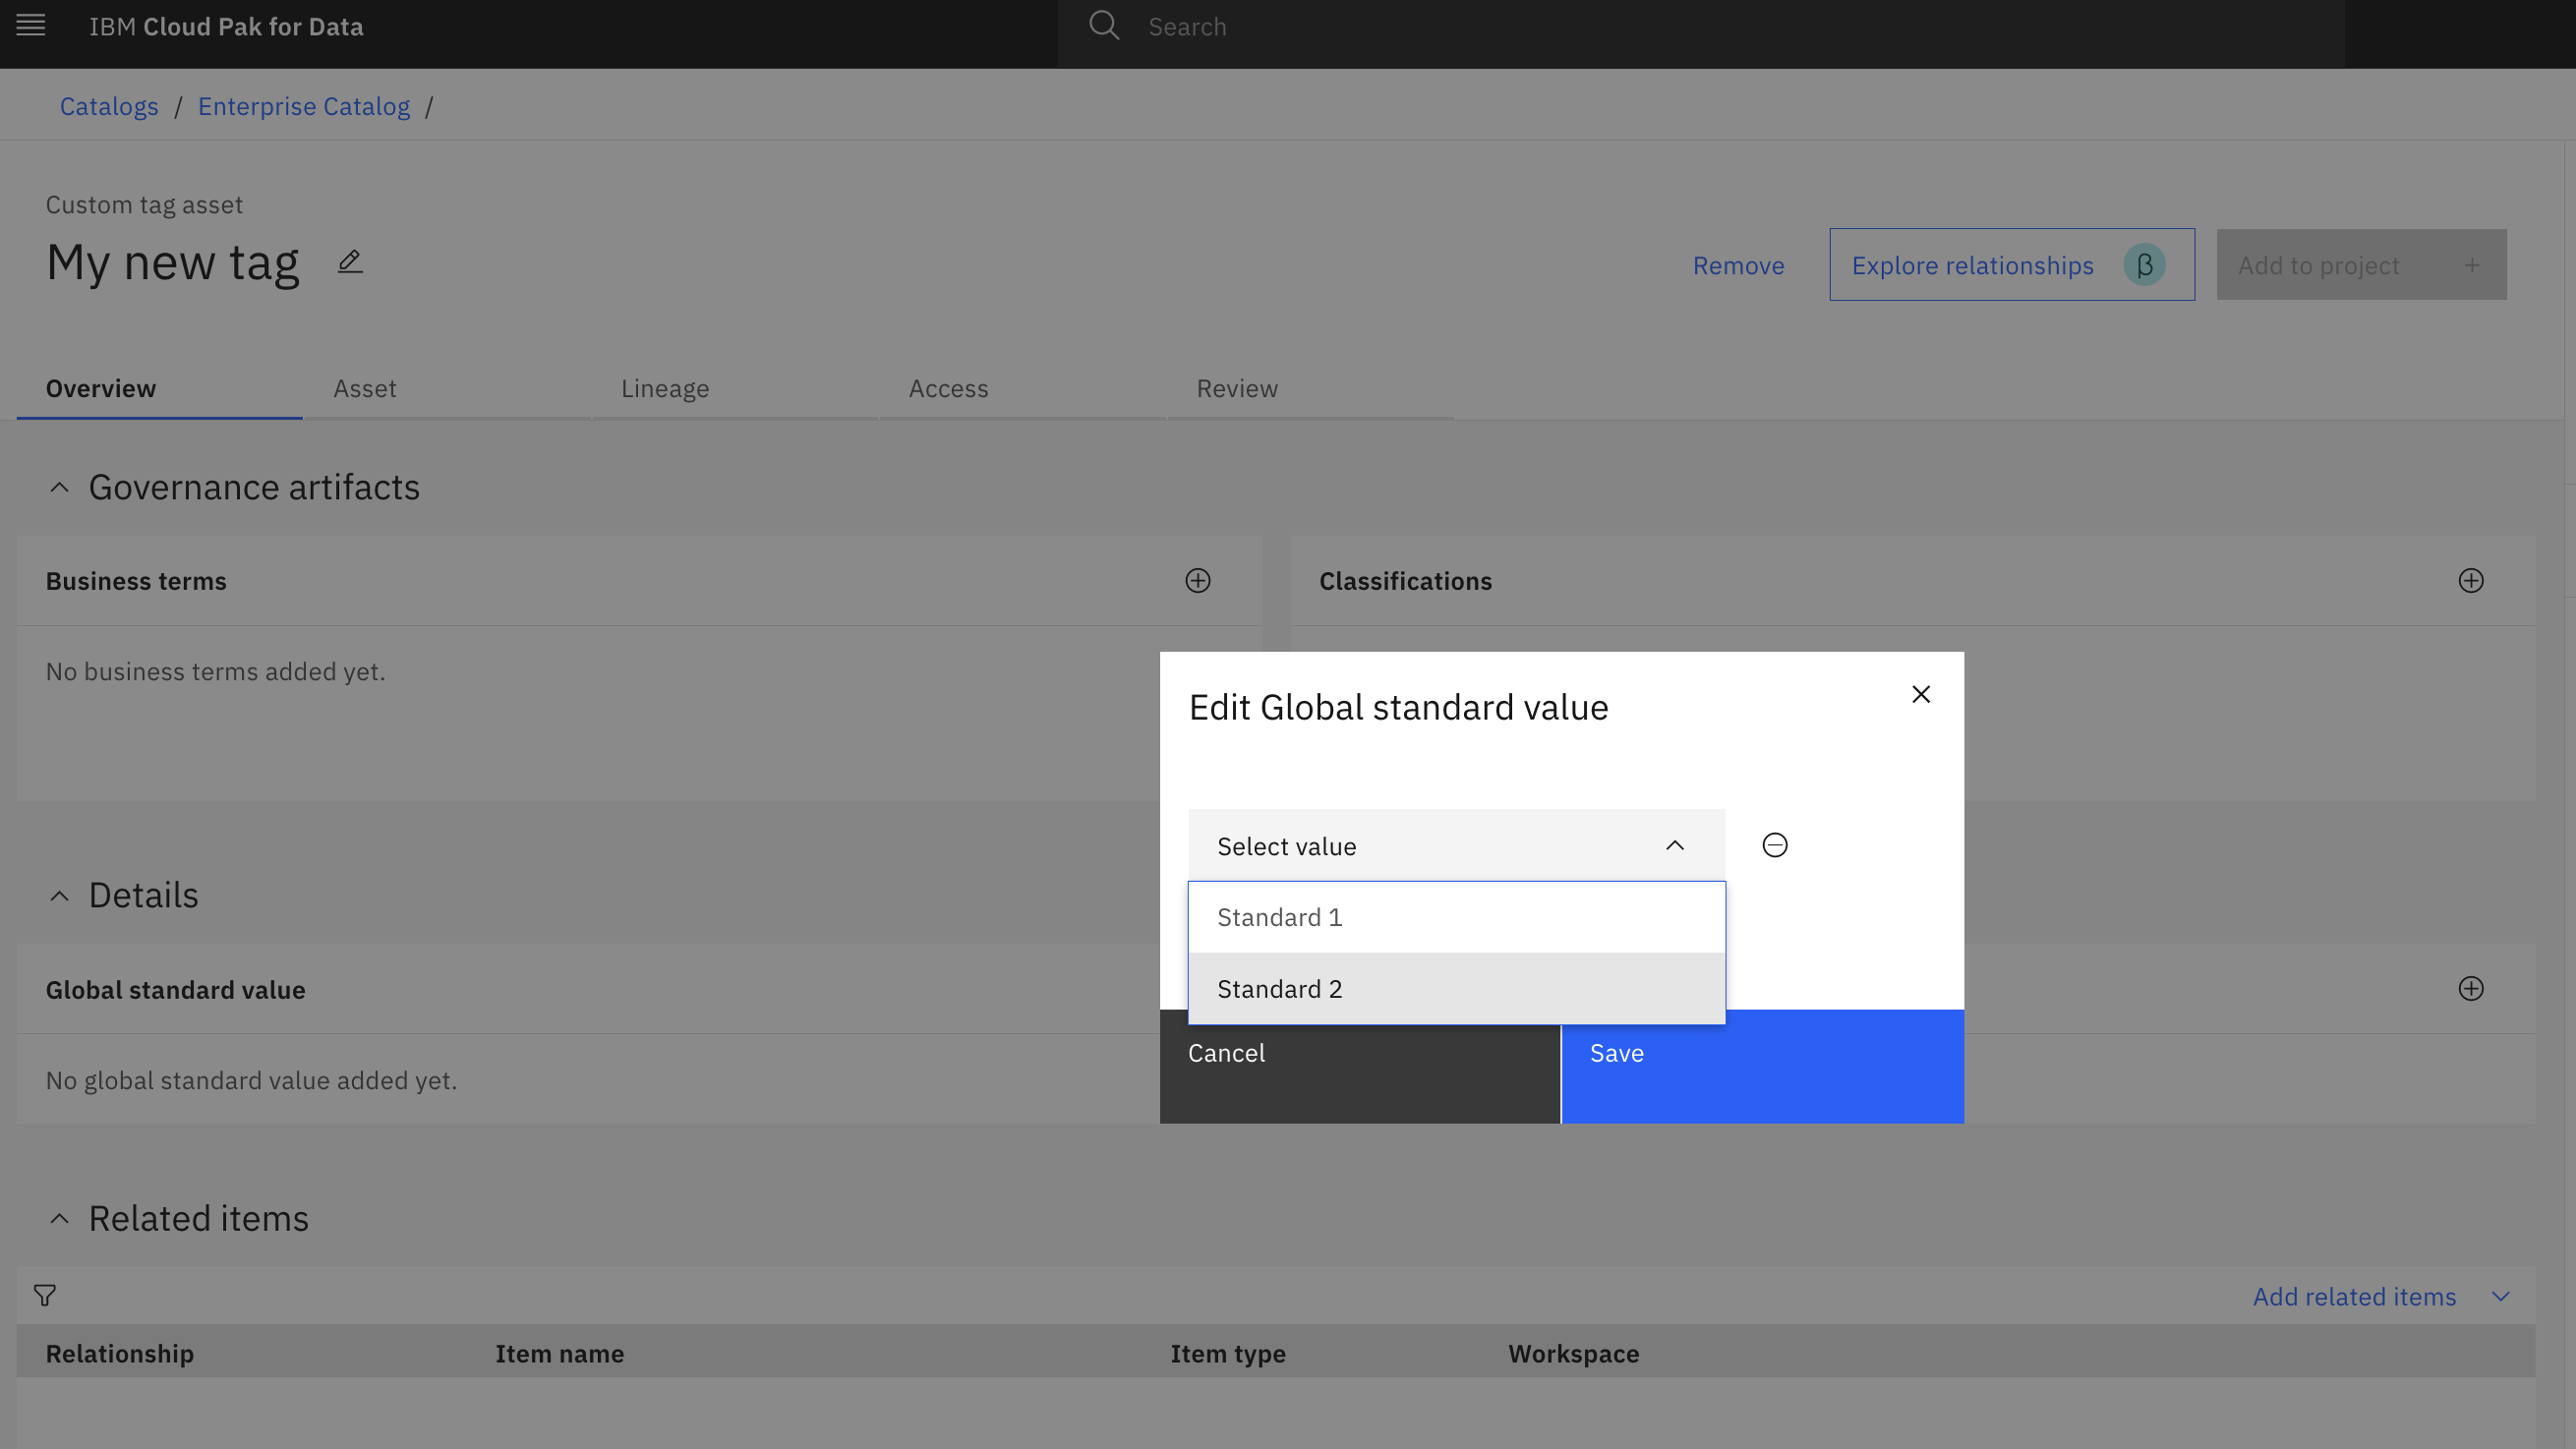 IBM Cloud Pak for Data
Search
Catalogs / Enterprise Catalog /
Custom tag asset
My new tag
Remove
Explore relationships β
Add to project +
Overview
Asset
Lineage
Access
Review
Governance artifacts
Business terms
No business terms added yet.
Classifications
Edit Global standard value
Select value
Standard 1
Standard 2
Cancel
Save
Details
Global standard value
No global standard value added yet.
Related items
Add related items
Relationship
Item name
Item type
Workspace